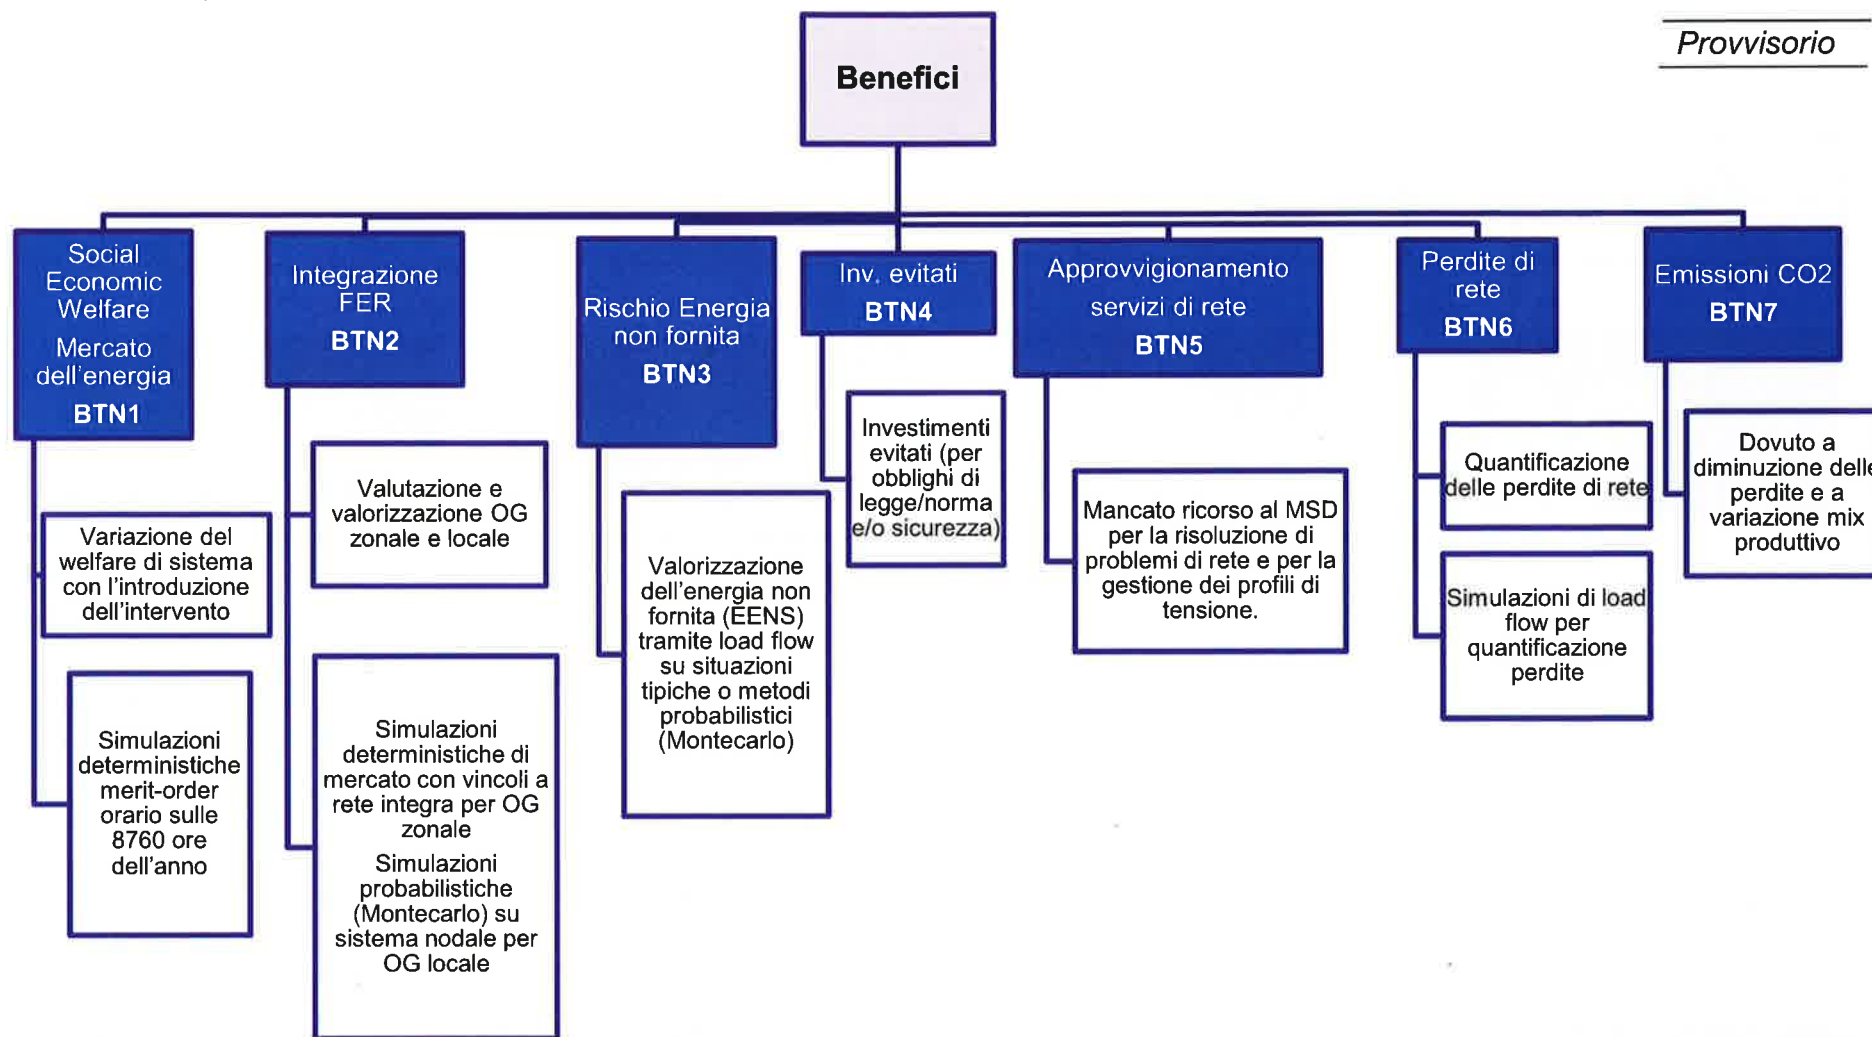 Provvisorio
Benefici
Social
Economic
Welfare
Mercato
dell'energia
BTN1
Variazione del
welfare di sistema
con l'introduzione
dell'intervento
Simulazioni
deterministiche
merit-order
orario sulle
8760 ore
dell'anno
Integrazione
FER
BTN2
Valutazione e
valorizzazione OG
zonale e locale
Simulazioni
deterministiche di
mercato con vincoli a
rete integra per OG
zonale
Simulazioni
probabilistiche
(Montecarlo) su
sistema nodale per
OG locale
Rischio Energia
non fornita
BTN3
Valorizzazione
dell'energia non
fornita (EENS)
tramite load flow
su situazioni
tipiche o metodi
probabilistici
(Montecarlo)
Inv. evitati
BTN4
Investimenti
evitati (per
obblighi di
legge/norma
e/o sicurezza)
Approvvigionamento
servizi di rete
BTN5
Mancato ricorso al MSD
per la risoluzione di
problemi di rete e per la
gestione dei profili di
tensione.
Perdite di
rete
BTN6
Quantificazione
delle perdite di rete
Simulazioni di load
flow per
quantificazione
perdite
Emissioni CO2
BTN7
Dovuto a
diminuzione delle
perdite e a
variazione mix
produttivo